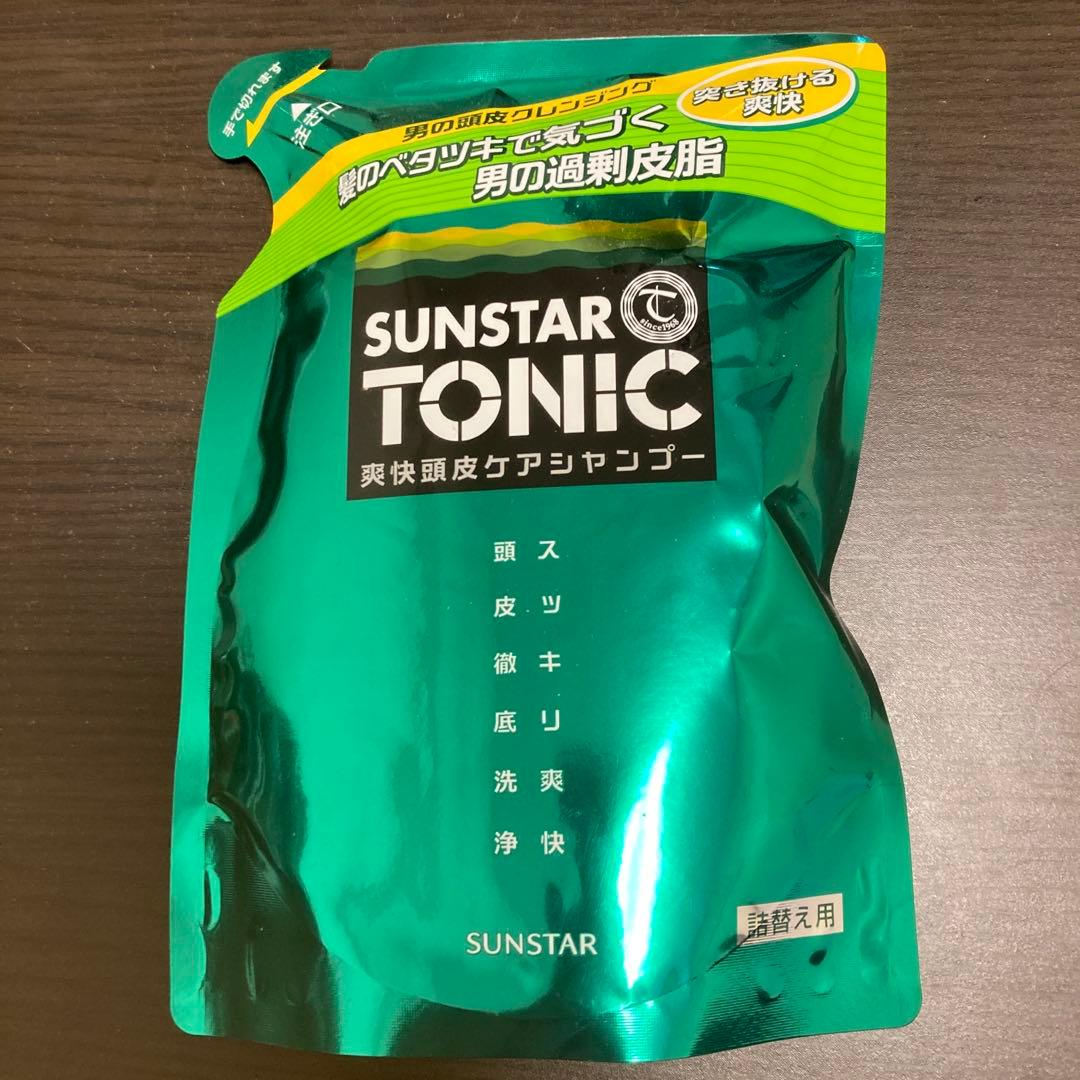 手で切れます
注ぎ口
男の頭皮クレンジング
髪のベタツキで気づく
男の過剰皮脂
突き抜ける
爽快
SUNSTAR
since1968
TONIC
爽快頭皮ケアシャンプー
スッキリ爽快
頭皮徹底洗浄
詰替え用
SUNSTAR